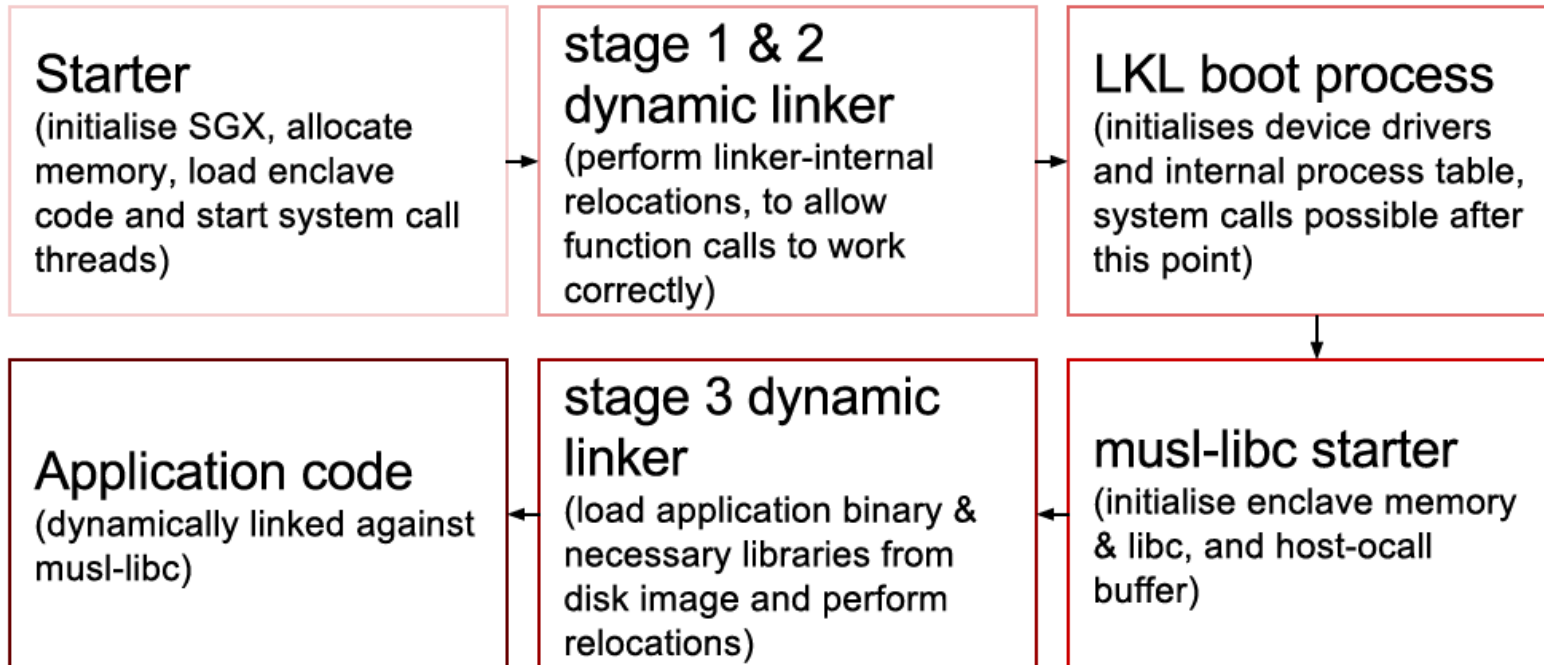 Starter
(initialise SGX, allocate
memory, load enclave
code and start system call
threads)
stage 1 & 2
dynamic linker
(perform linker-internal
relocations, to allow
function calls to work
correctly)
LKL boot process
(initialises device drivers
and internal process table,
system calls possible after
this point)
musl-libc starter
(initialise enclave memory
& libc, and host-ocall
buffer)
stage 3 dynamic
linker
(load application binary &
necessary libraries from
disk image and perform
relocations)
Application code
(dynamically linked against
musl-libc)